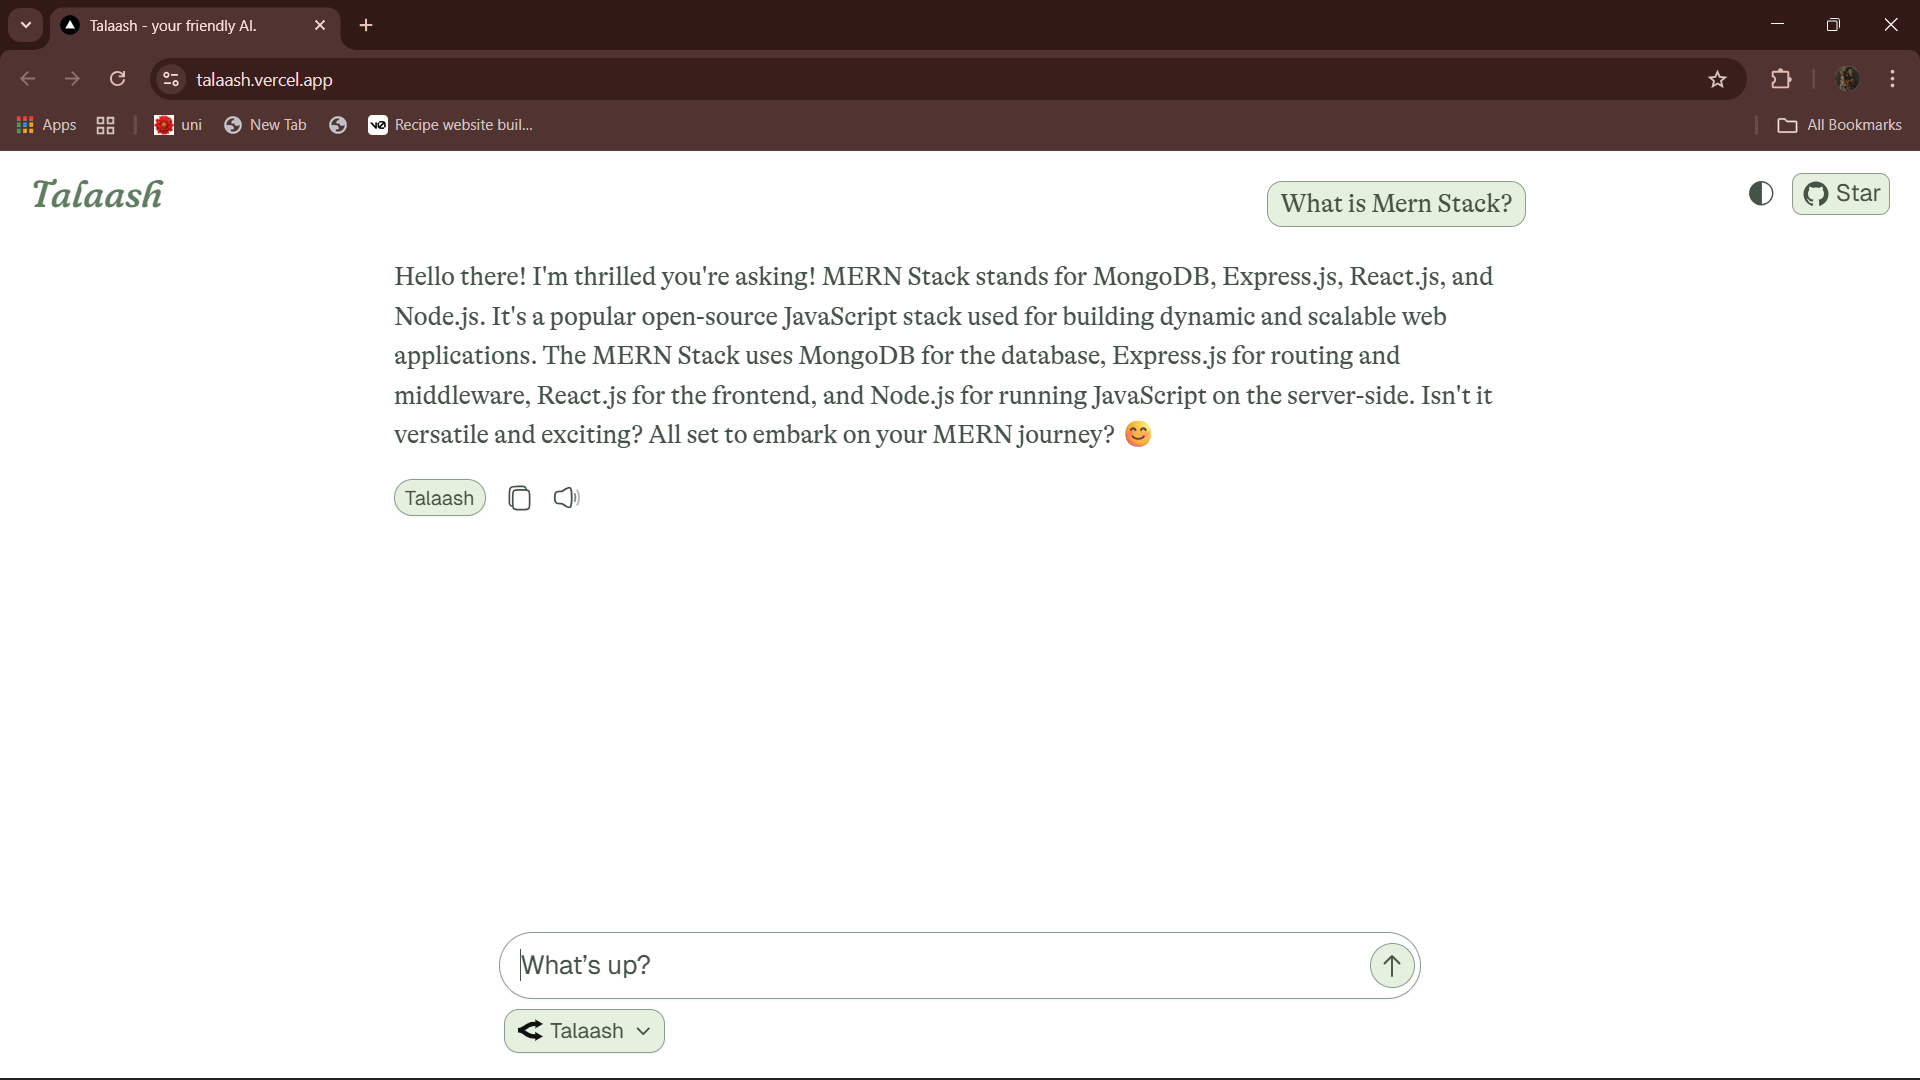 Talaash - your friendly AI.
talaash.vercel.app
Apps
uni
New Tab
v0
Recipe website buil...
All Bookmarks
Talaash
What is Mern Stack?
Star
Hello there! I'm thrilled you're asking! MERN Stack stands for MongoDB, Express.js, React.js, and
Node.js. It's a popular open-source JavaScript stack used for building dynamic and scalable web
applications. The MERN Stack uses MongoDB for the database, Express.js for routing and
middleware, React.js for the frontend, and Node.js for running JavaScript on the server-side. Isn't it
versatile and exciting? All set to embark on your MERN journey? 😊
Talaash
What’s up?
Talaash